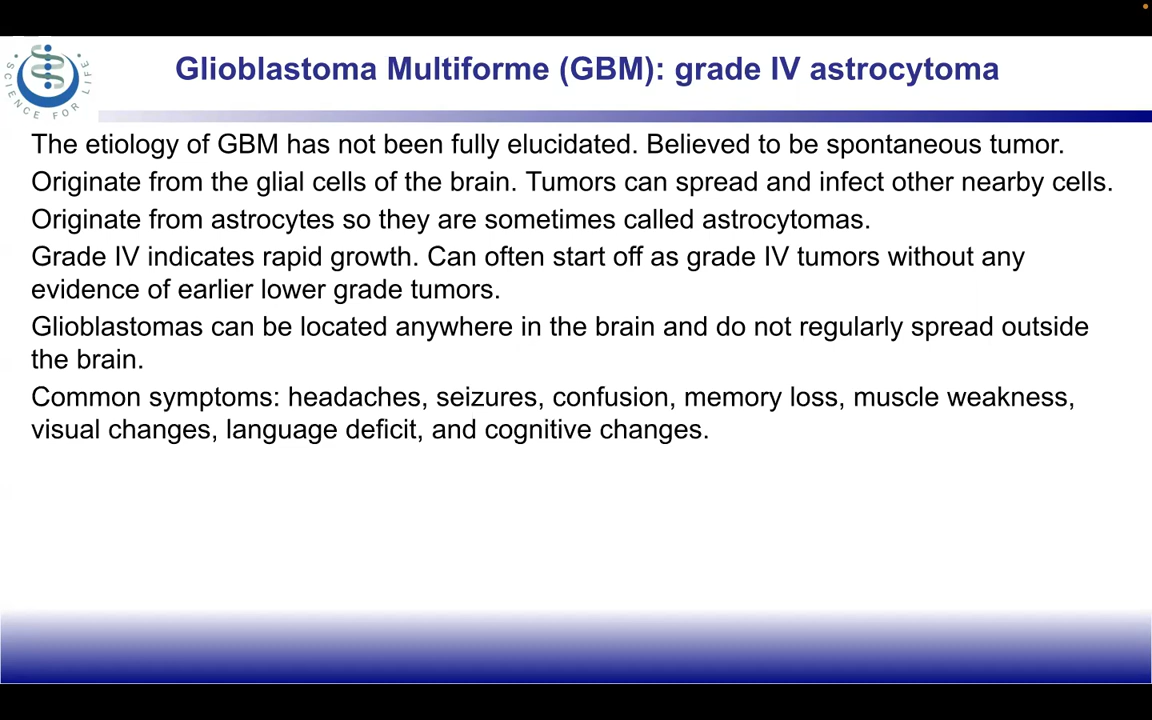 Glioblastoma Multiforme (GBM): grade IV astrocytoma
SCIENCE FOR LIFE
The etiology of GBM has not been fully elucidated. Believed to be spontaneous tumor.
Originate from the glial cells of the brain. Tumors can spread and infect other nearby cells.
Originate from astrocytes so they are sometimes called astrocytomas.
Grade IV indicates rapid growth. Can often start off as grade IV tumors without any
evidence of earlier lower grade tumors.
Glioblastomas can be located anywhere in the brain and do not regularly spread outside
the brain.
Common symptoms: headaches, seizures, confusion, memory loss, muscle weakness,
visual changes, language deficit, and cognitive changes.